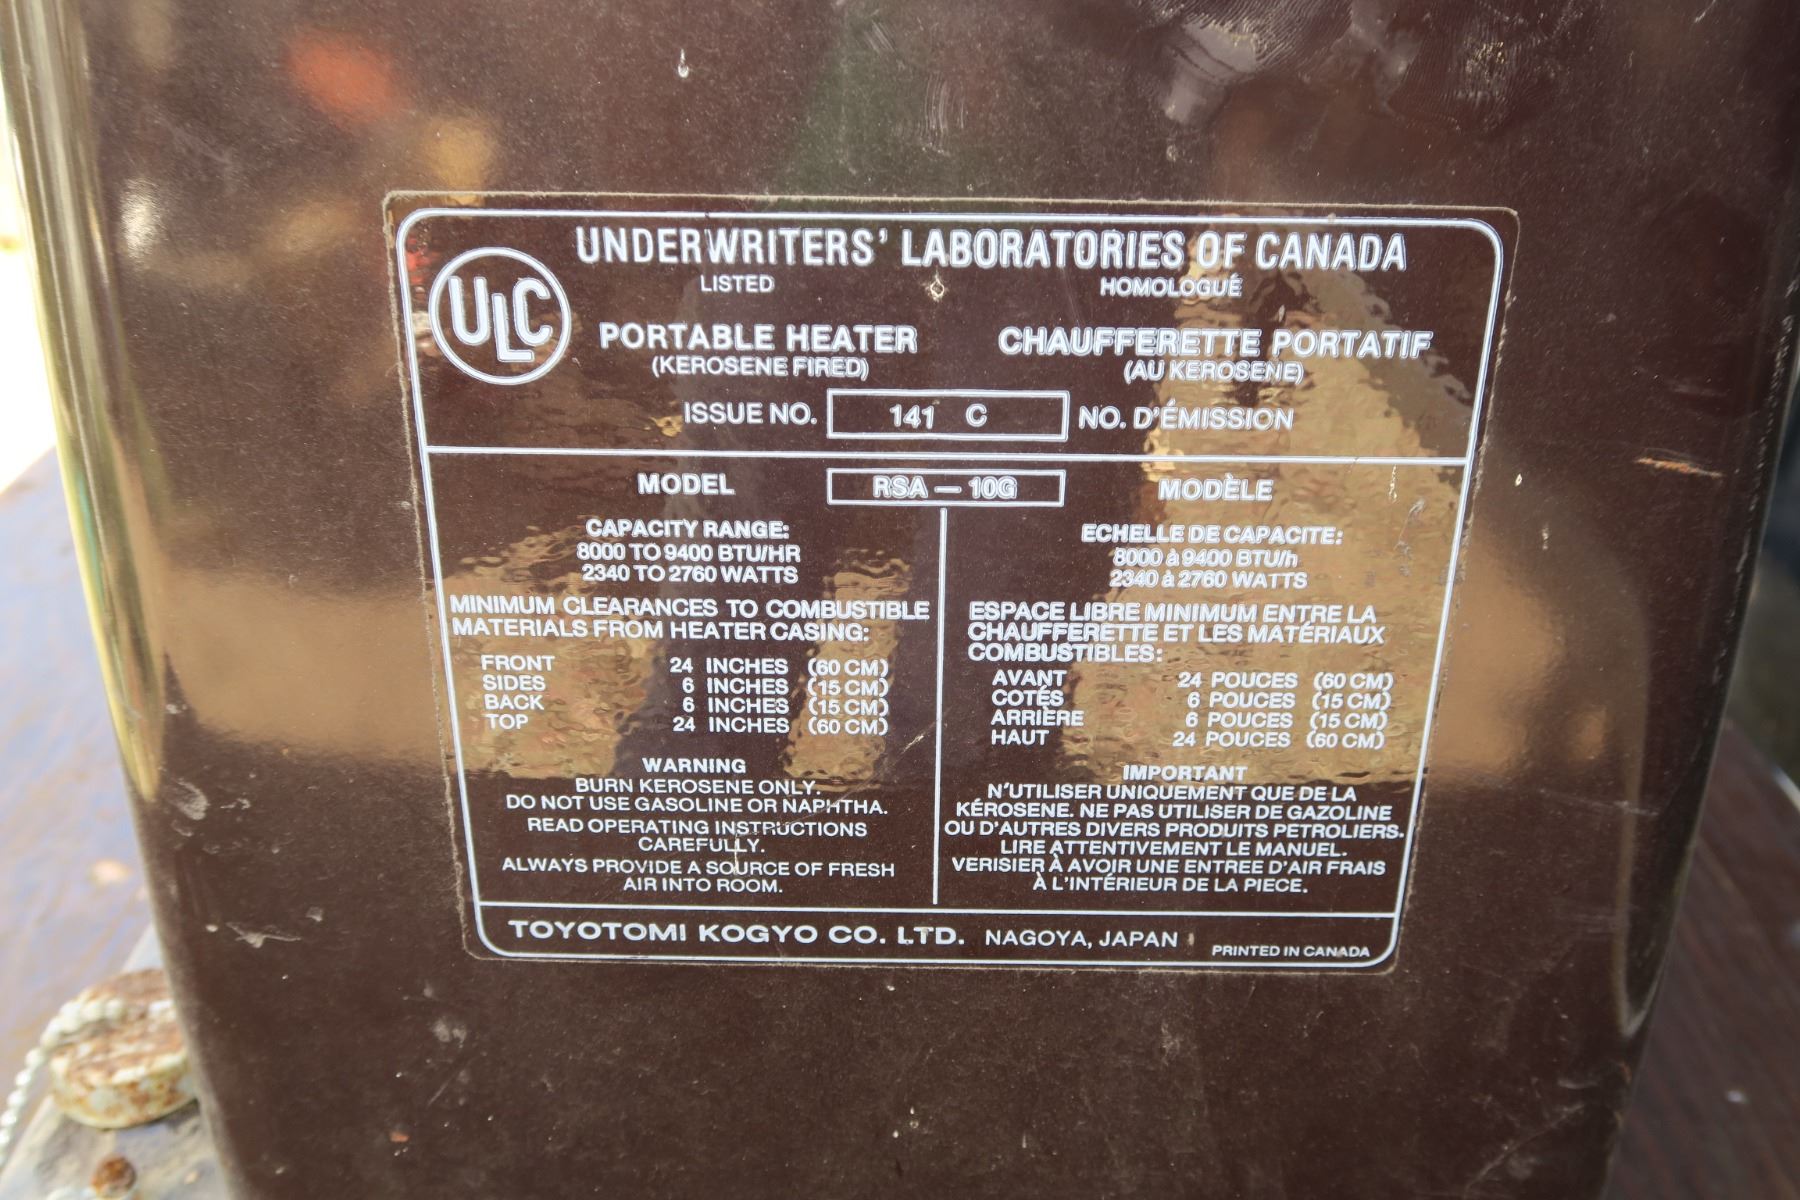 UNDERWRITERS' LABORATORIES OF CANADA
ULC
LISTED
HOMOLOGUÉ
PORTABLE HEATER
CHAUFFERETTE PORTATIF
(KEROSENE FIRED)
(AU KEROSENE)
ISSUE NO. 141 C NO. D'ÉMISSION
MODEL RSA — 10G MODÈLE
CAPACITY RANGE:
8000 TO 9400 BTU/HR
2340 TO 2760 WATTS
MINIMUM CLEARANCES TO COMBUSTIBLE
MATERIALS FROM HEATER CASING:
FRONT 24 INCHES (60 CM)
SIDES 6 INCHES (15 CM)
BACK 6 INCHES (15 CM)
TOP 24 INCHES (60 CM)
WARNING
BURN KEROSENE ONLY.
DO NOT USE GASOLINE OR NAPHTHA.
READ OPERATING INSTRUCTIONS
CAREFULLY.
ALWAYS PROVIDE A SOURCE OF FRESH
AIR INTO ROOM.
ECHELLE DE CAPACITE:
8000 à 9400 BTU/h
2340 à 2760 WATTS
ESPACE LIBRE MINIMUM ENTRE LA
CHAUFFERETTE ET LES MATÉRIAUX
COMBUSTIBLES:
AVANT 24 POUCES (60 CM)
COTÉS 6 POUCES (15 CM)
ARRIÈRE 6 POUCES (15 CM)
HAUT 24 POUCES (60 CM)
IMPORTANT
N'UTILISER UNIQUEMENT QUE DE LA
KÉROSENE. NE PAS UTILISER DE GAZOLINE
OU D'AUTRES DIVERS PRODUITS PETROLIERS.
LIRE ATTENTIVEMENT LE MANUEL.
VERISIER À AVOIR UNE ENTREE D'AIR FRAIS
À L'INTÉRIEUR DE LA PIECE.
TOYOTOMI KOGYO CO. LTD. NAGOYA, JAPAN
PRINTED IN CANADA